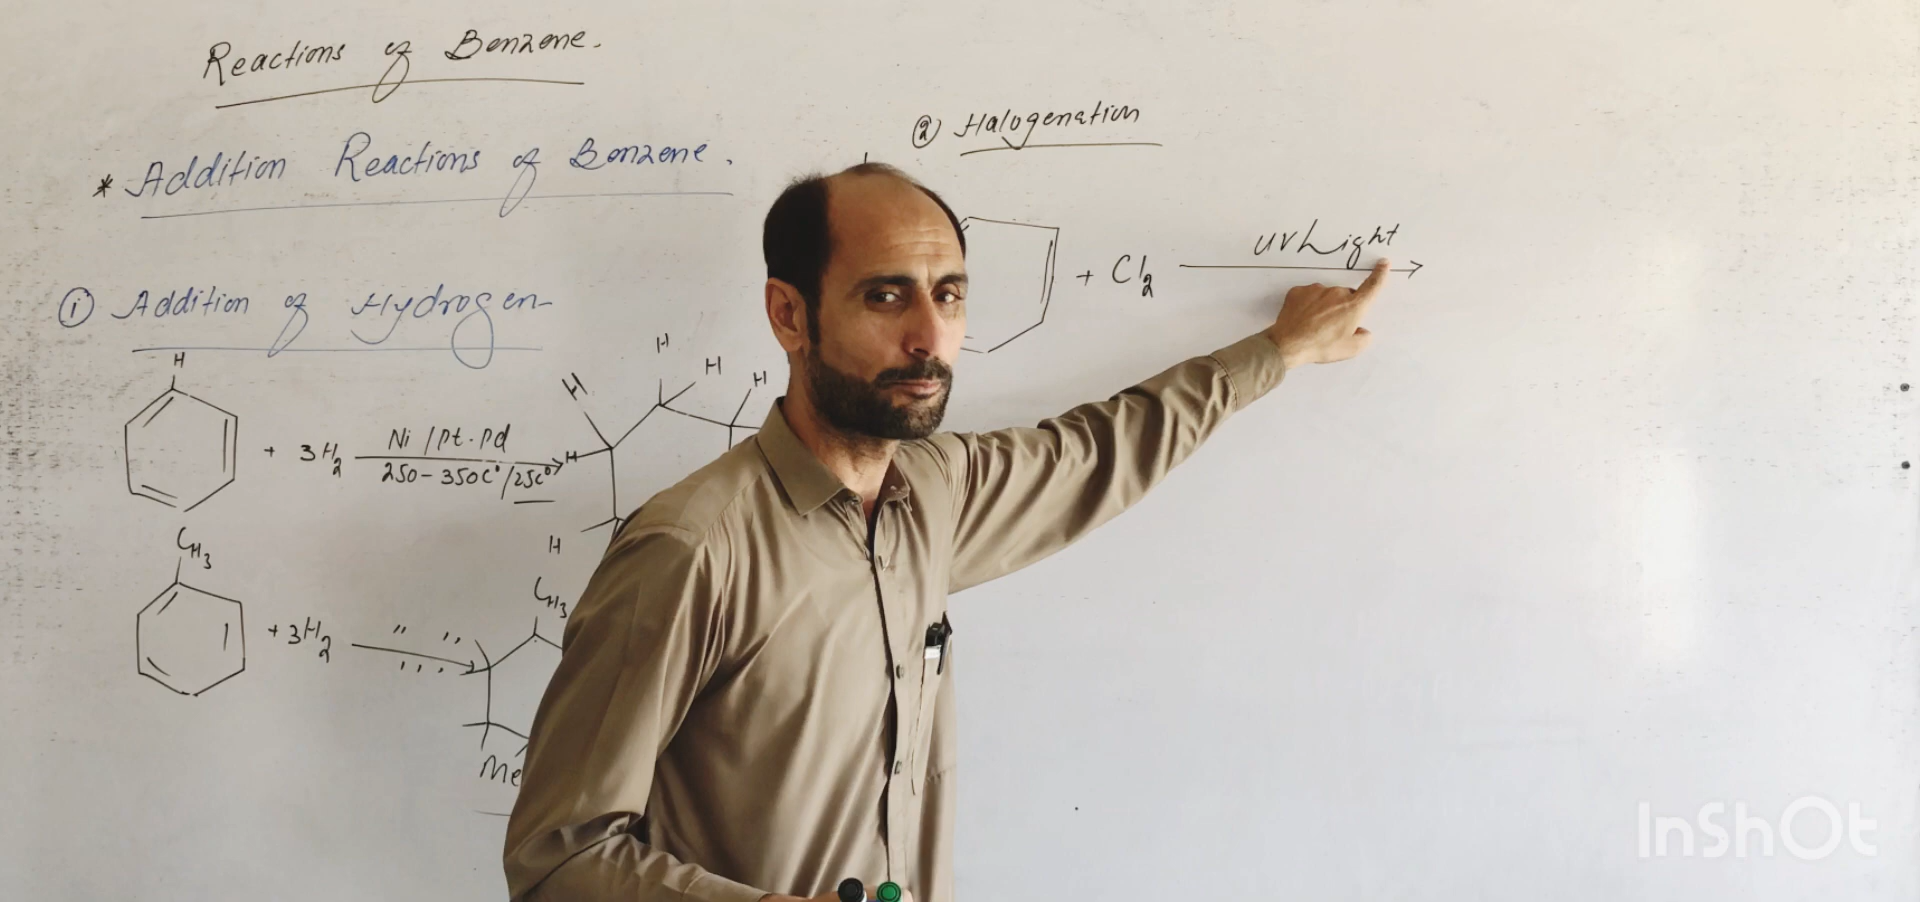 Reactions of Benzene.
* Addition Reactions of Benzene.
① Addition of Hydrogen
H
+ 3H₂
Ni / Pt. Pd
250 - 350C° / 25C°
H
H
H
H
H
H
CH₃
+ 3H₂
" "
CH₃
Me
② Halogenation
+ Cl₂
UV Light
InShOt